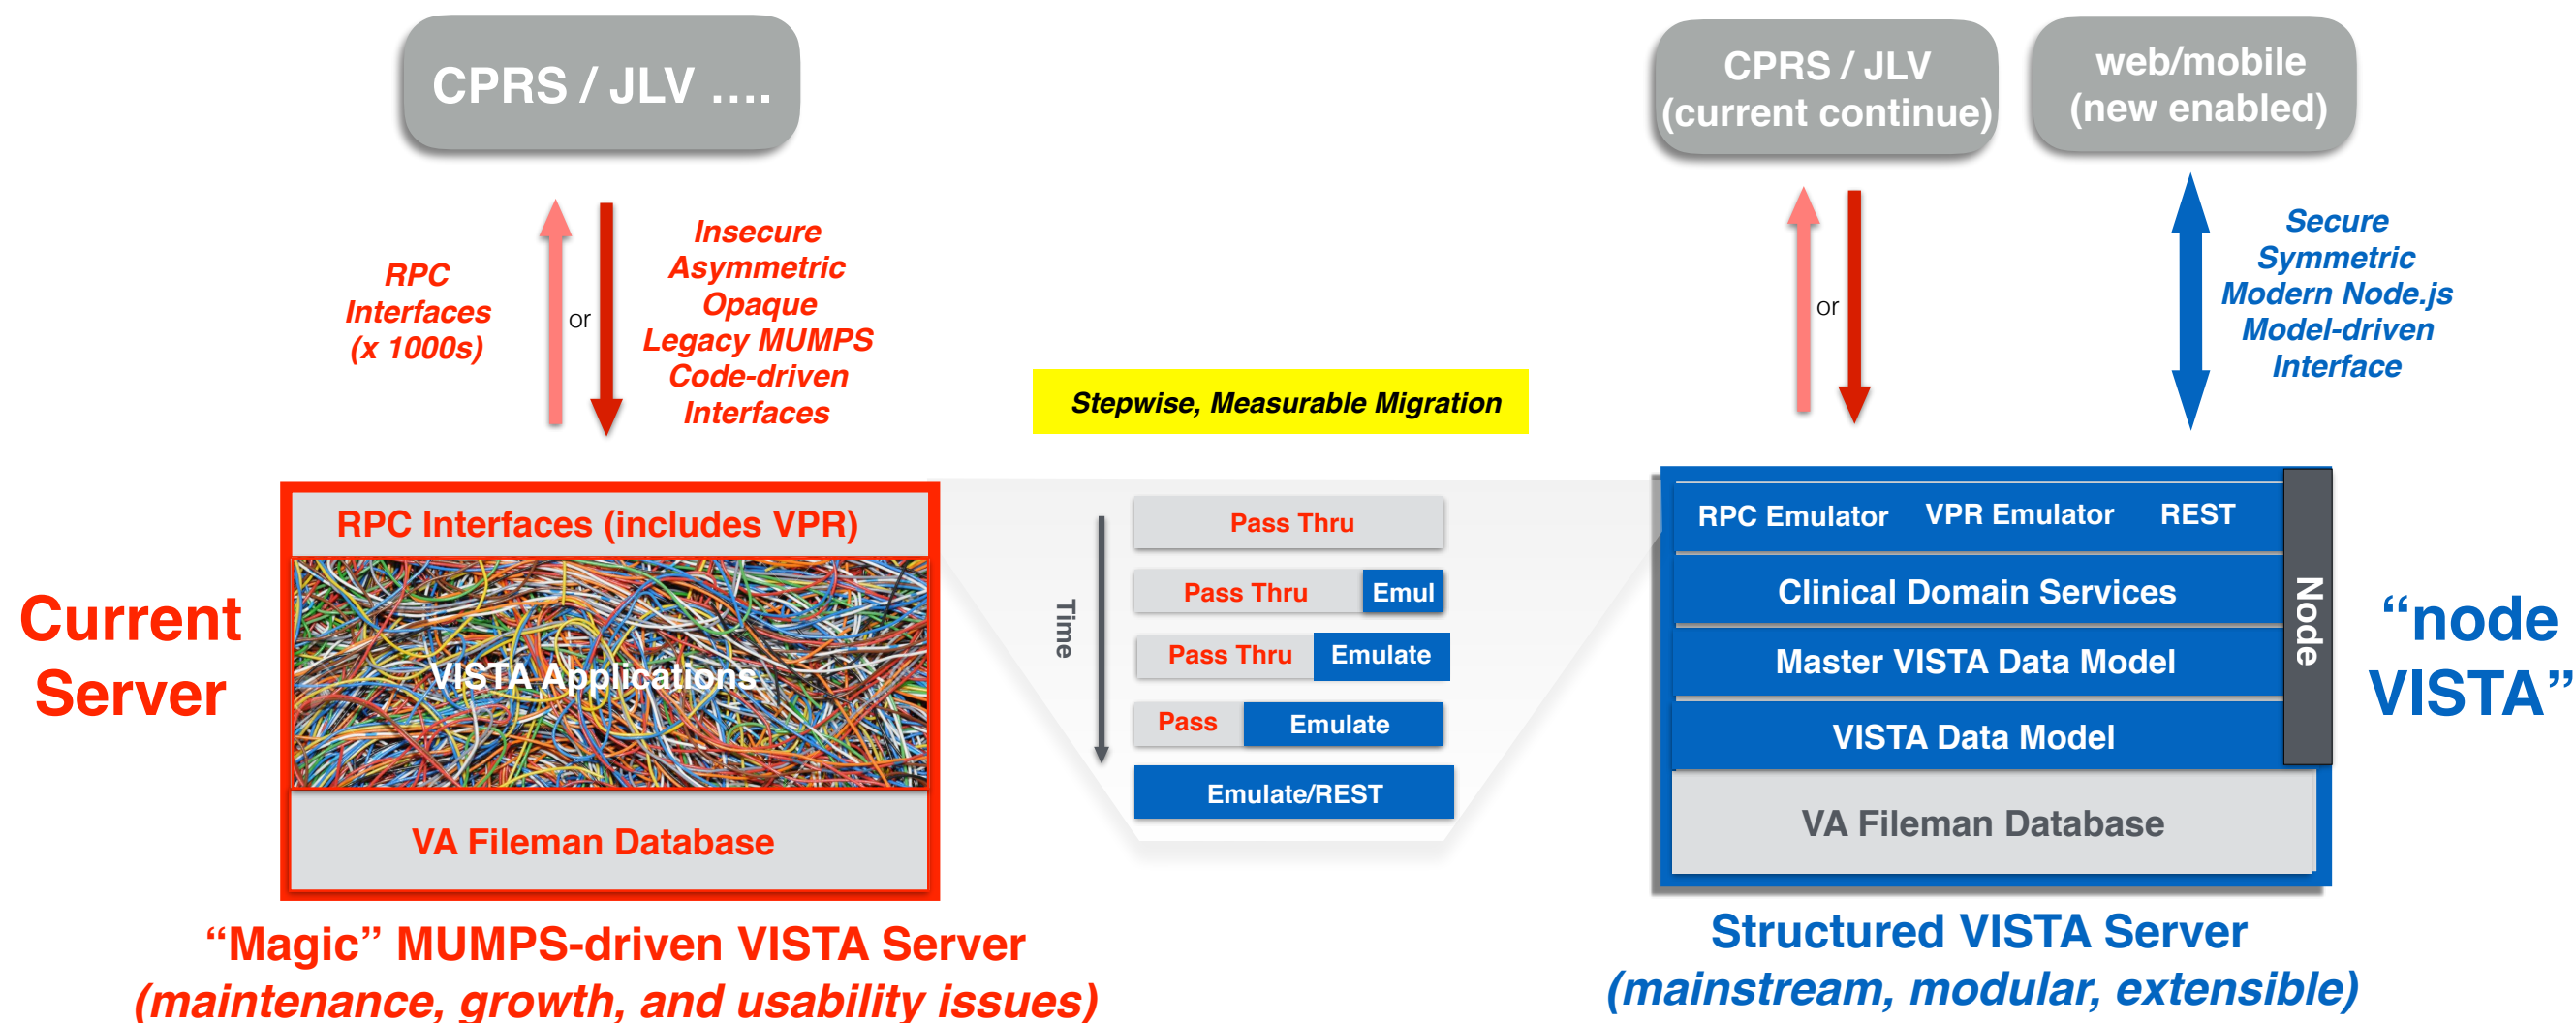 CPRS / JLV ....
RPC
Interfaces
(x 1000s)
or
Insecure
Asymmetric
Opaque
Legacy MUMPS
Code-driven
Interfaces
Current
Server
RPC Interfaces (includes VPR)
VISTA Applications
VA Fileman Database
“Magic” MUMPS-driven VISTA Server
(maintenance, growth, and usability issues)
Stepwise, Measurable Migration
Time
Pass Thru
Pass Thru Emul
Pass Thru Emulate
Pass Emulate
Emulate/REST
CPRS / JLV
(current continue)
web/mobile
(new enabled)
or
Secure
Symmetric
Modern Node.js
Model-driven
Interface
RPC Emulator VPR Emulator REST
Clinical Domain Services
Master VISTA Data Model
VISTA Data Model
VA Fileman Database
Node
“node
VISTA”
Structured VISTA Server
(mainstream, modular, extensible)